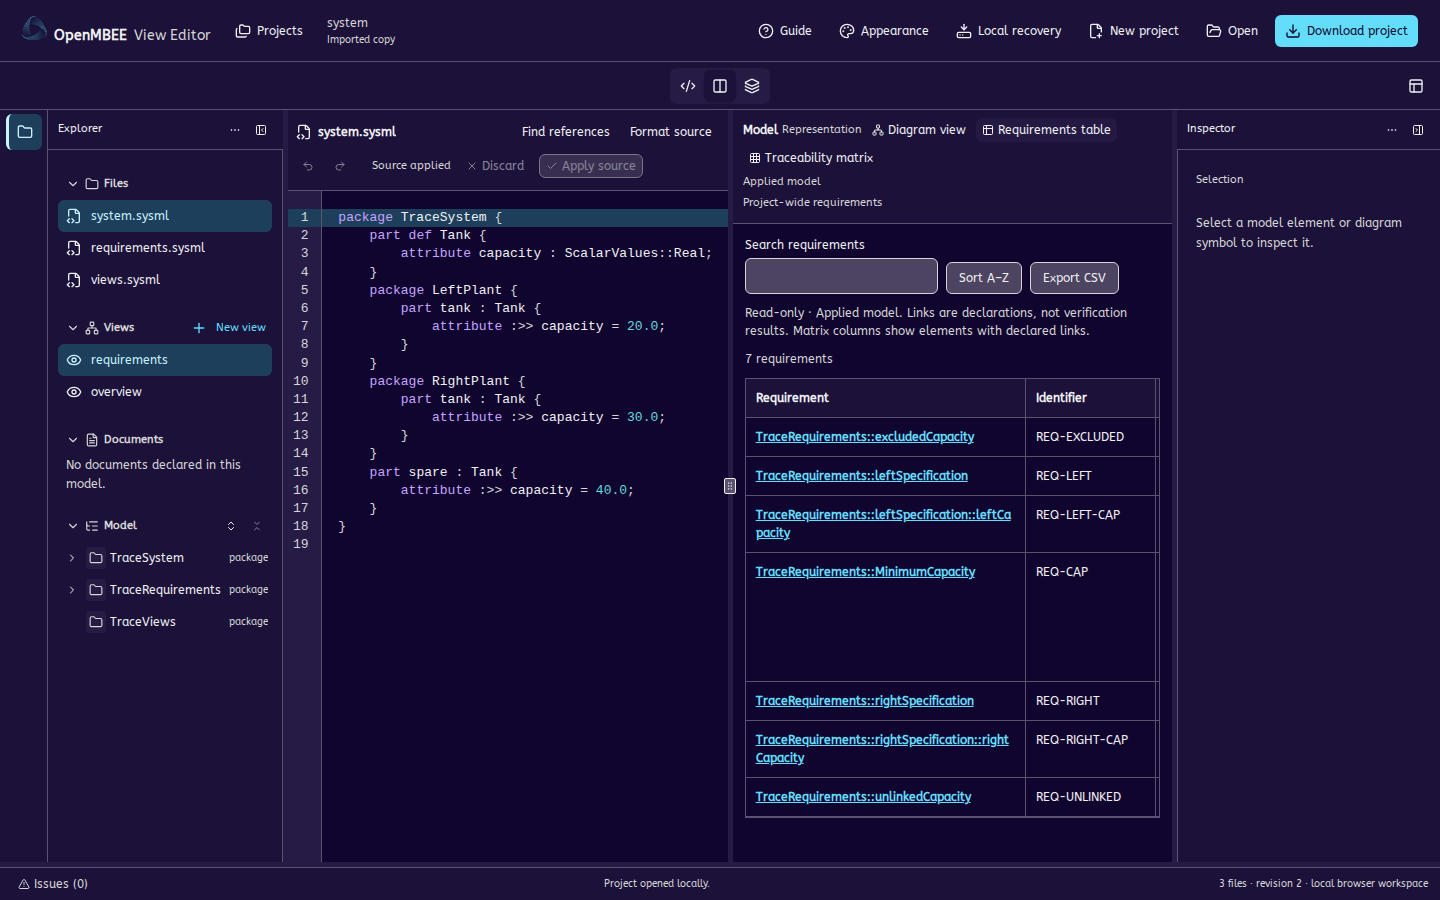 OpenMBEE View Editor
Projects
system
Imported copy
Guide
Appearance
Local recovery
New project
Open
Download project
Explorer
Files
system.sysml
requirements.sysml
views.sysml
Views
New view
requirements
overview
Documents
No documents declared in this
model.
Model
TraceSystem package
TraceRequirements package
TraceViews package
system.sysml
Find references
Format source
Source applied
Discard
Apply source
1 package TraceSystem {
2 part def Tank {
3 attribute capacity : ScalarValues::Real;
4 }
5 package LeftPlant {
6 part tank : Tank {
7 attribute :>> capacity = 20.0;
8 }
9 }
10 package RightPlant {
11 part tank : Tank {
12 attribute :>> capacity = 30.0;
13 }
14 }
15 part spare : Tank {
16 attribute :>> capacity = 40.0;
17 }
18 }
19
Model Representation Diagram view Requirements table
Traceability matrix
Applied model
Project-wide requirements
Search requirements
Sort A–Z
Export CSV
Read-only · Applied model. Links are declarations, not verification
results. Matrix columns show elements with declared links.
7 requirements
Requirement Identifier
TraceRequirements::excludedCapacity REQ-EXCLUDED
TraceRequirements::leftSpecification REQ-LEFT
TraceRequirements::leftSpecification::leftCa REQ-LEFT-CAP
pacity
TraceRequirements::MinimumCapacity REQ-CAP
TraceRequirements::rightSpecification REQ-RIGHT
TraceRequirements::rightSpecification::right REQ-RIGHT-CAP
Capacity
TraceRequirements::unlinkedCapacity REQ-UNLINKED
Inspector
Selection
Select a model element or diagram
symbol to inspect it.
Issues (0)
Project opened locally.
3 files · revision 2 · local browser workspace